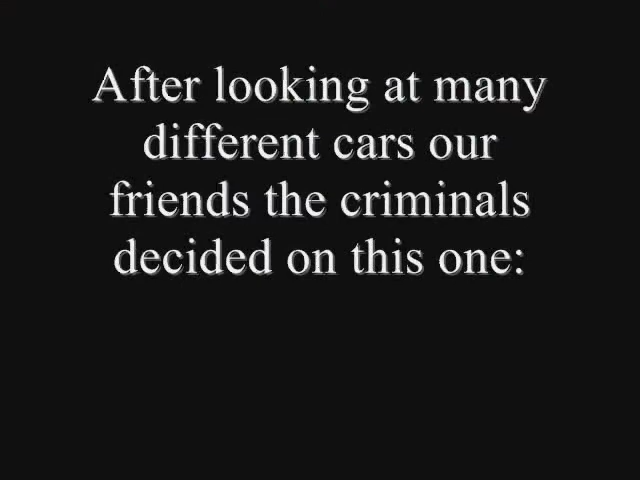 After looking at many
different cars our
friends the criminals
decided on this one: